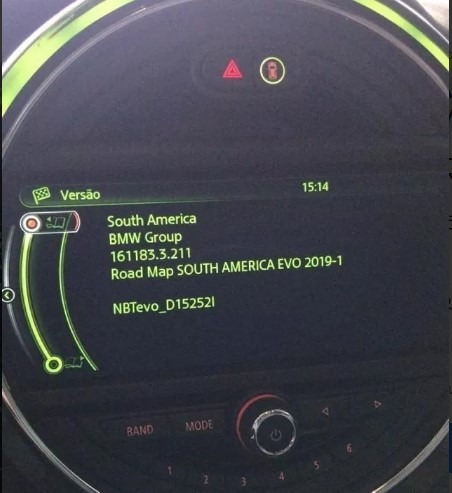 Versão 15:14
South America
BMW Group
161183.3.211
Road Map SOUTH AMERICA EVO 2019-1
NBTevo_D15252I
BAND MODE
1 2 3 4 5 6